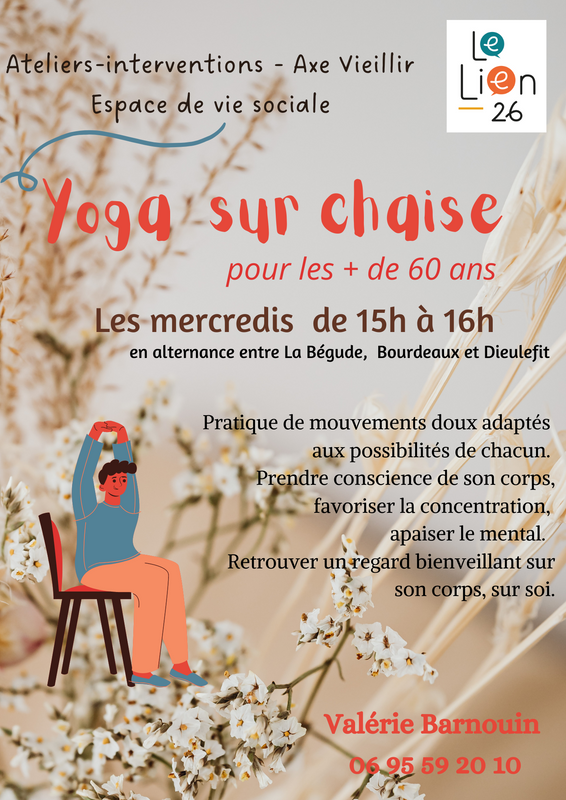 Ateliers-interventions - Axe Vieillir
Espace de vie sociale
Le
Lien
26
Yoga sur chaise
pour les + de 60 ans
Les mercredis de 15h à 16h
en alternance entre La Bégude, Bourdeaux et Dieulefit
Pratique de mouvements doux adaptés
aux possibilités de chacun.
Prendre conscience de son corps,
favoriser la concentration,
apaiser le mental.
Retrouver un regard bienveillant sur
son corps, sur soi.
Valérie Barnouin
06 95 59 20 10